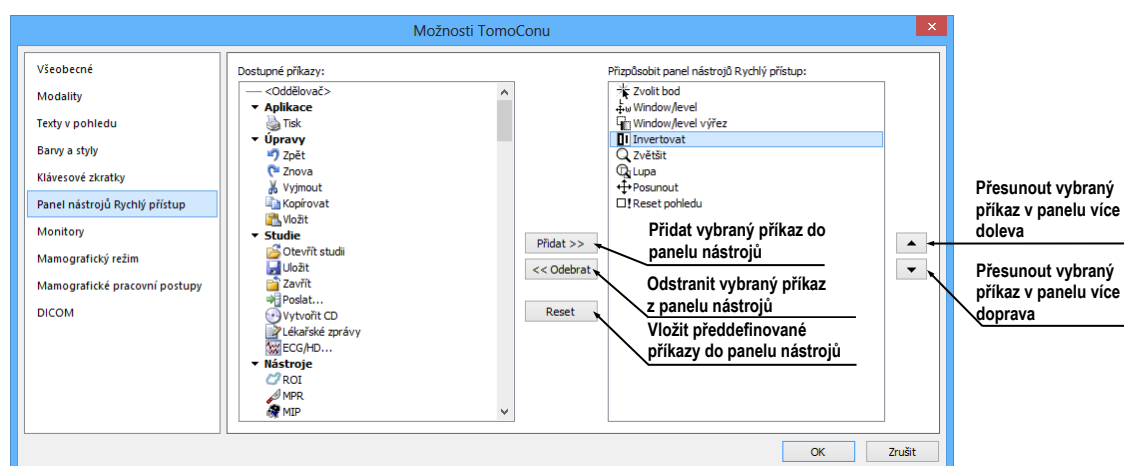 Možnosti TomoConu
Všeobecné
Modality
Texty v pohledu
Barvy a styly
Klávesové zkratky
Panel nástrojů Rychlý přístup
Monitory
Mamografický režim
Mamografické pracovní postupy
DICOM
Dostupné příkazy:
<Oddělovač>
Aplikace
Tisk
Úpravy
Zpět
Znova
Vyjmout
Kopírovat
Vložit
Studie
Otevřít studii
Uložit
Zavřít
Poslat...
Vytvořit CD
Lékařské zprávy
ECG/HD...
Nástroje
ROI
MPR
MIP
Přidat >>
<< Odebrat
Reset
Přizpůsobit panel nástrojů Rychlý přístup:
Zvolit bod
Window/level
Window/level výřez
Invertovat
Zvětšit
Lupa
Posunout
Reset pohledu
Přidat vybraný příkaz do
panelu nástrojů
Odstranit vybraný příkaz
z panelu nástrojů
Vložit předdefinované
příkazy do panelu nástrojů
Přesunout vybraný
příkaz v panelu více
doleva
Přesunout vybraný
příkaz v panelu více
doprava
OK
Zrušit